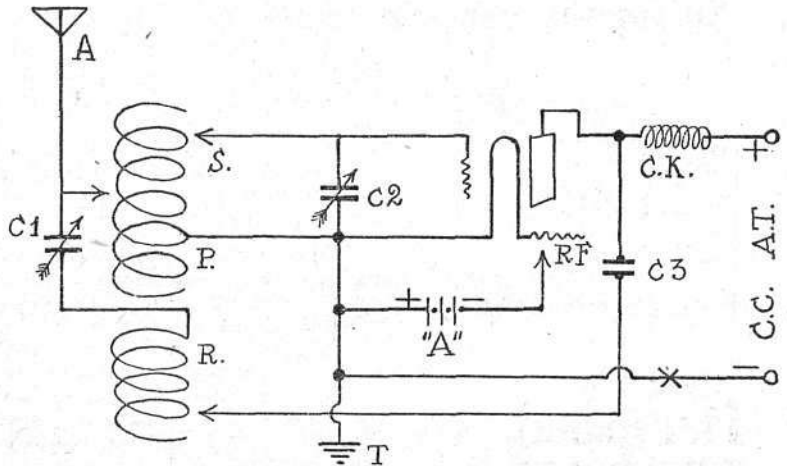 A
S.
C2
C1
P.
R.
RF
+
-
"A"
C.K.
+
C3
C.C. A.T.
-
T